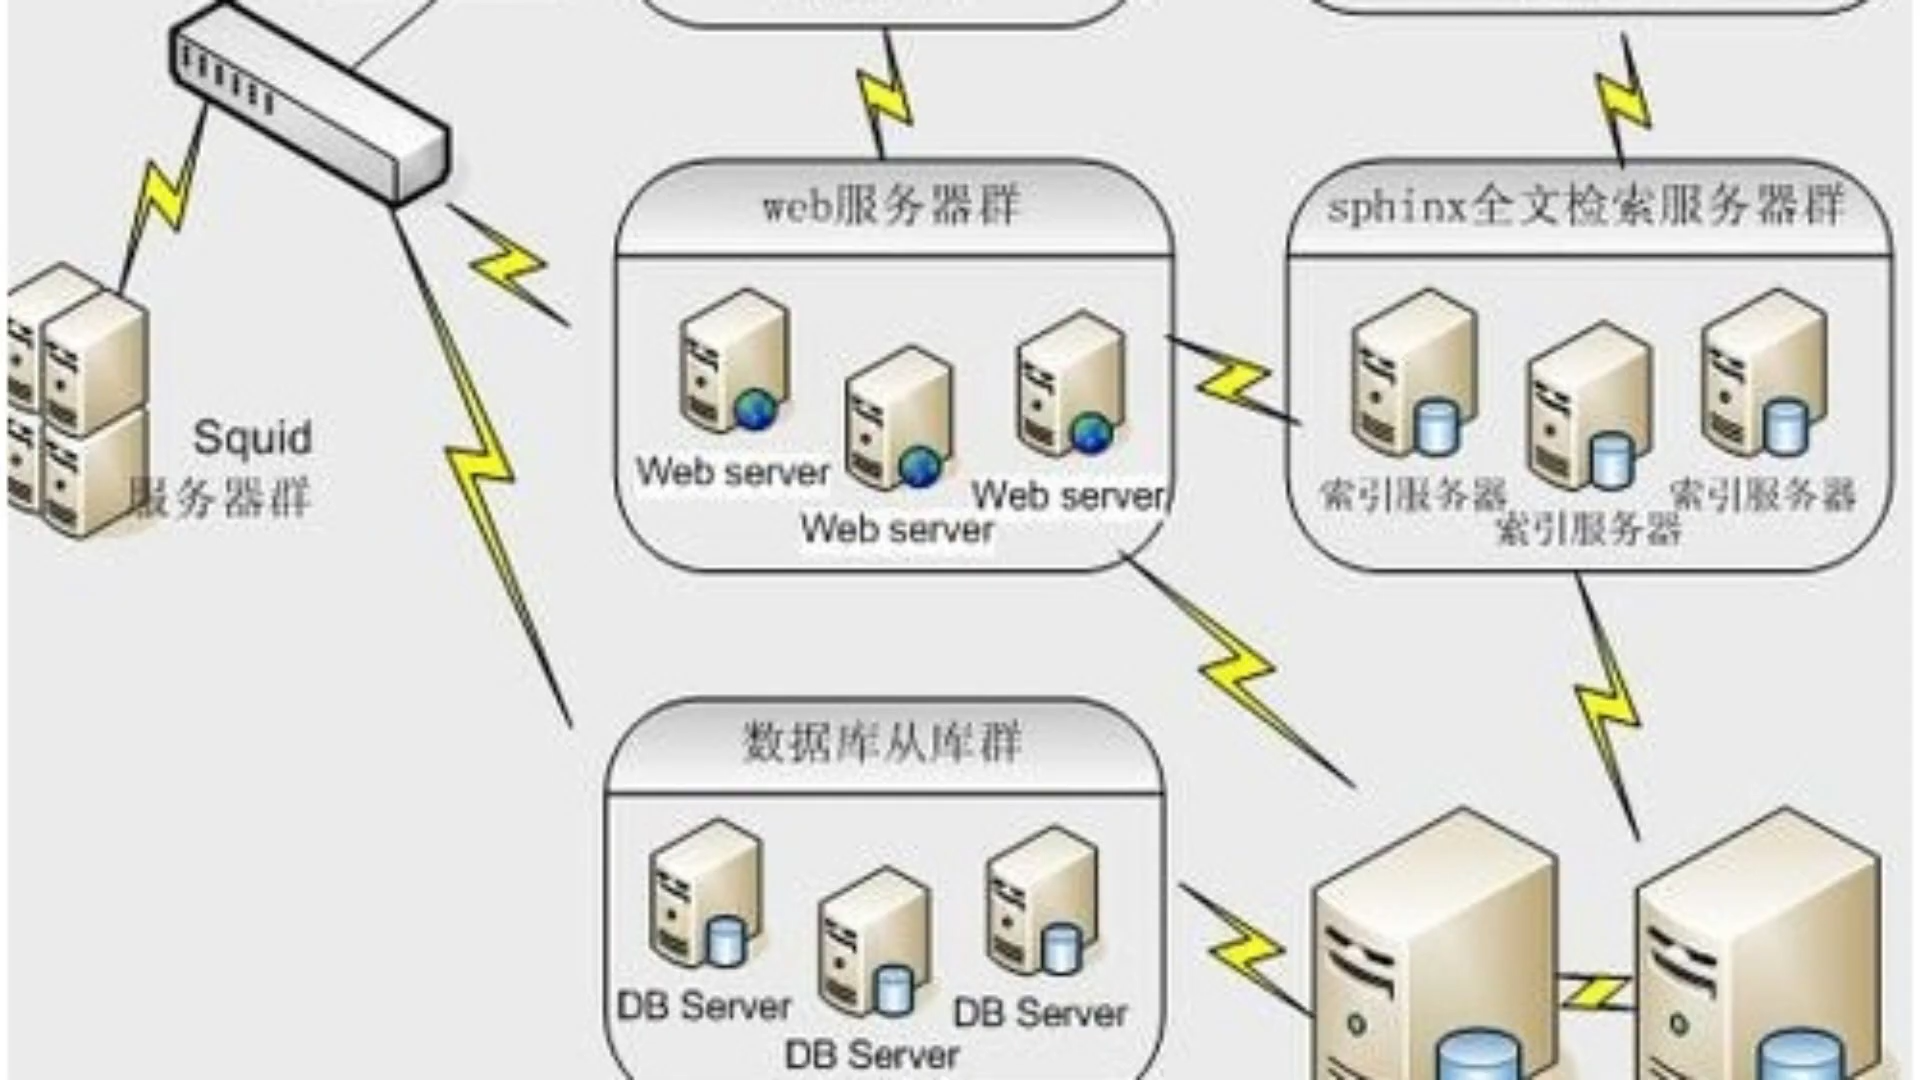 web服务器群
sphinx全文检索服务器群
Squid
服务器群
Web server
Web server
Web server
索引服务器
索引服务器
索引服务器
数据库从库群
DB Server
DB Server
DB Server